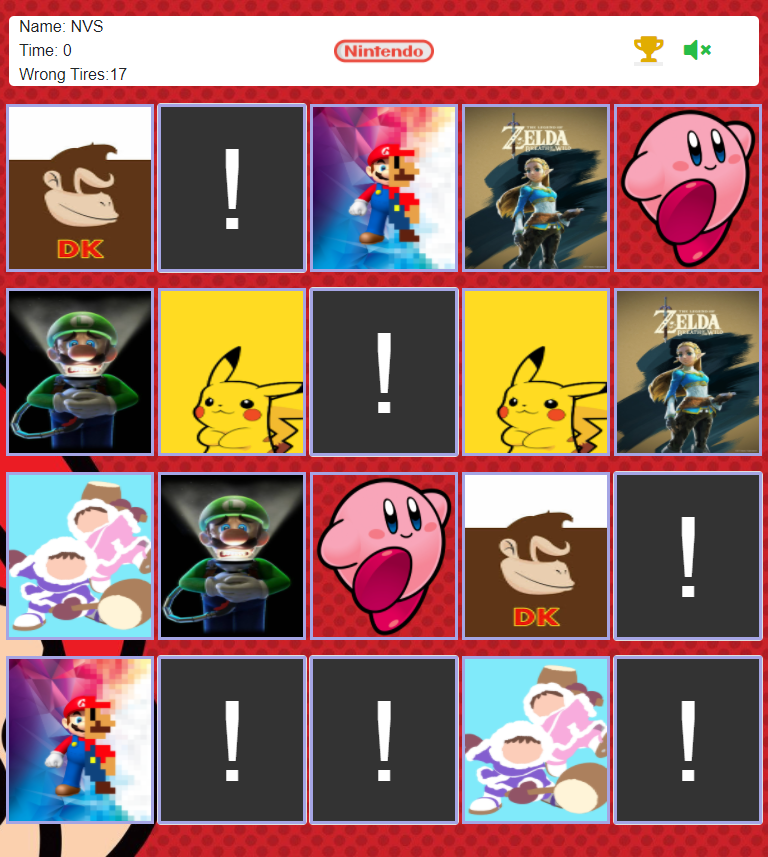 Name: NVS
Time: 0
Wrong Tires:17
Nintendo
DK
!
THE LEGEND OF
ZELDA
BREATH OF THE WILD
!
THE LEGEND OF
ZELDA
BREATH OF THE WILD
DK
!
!
!
!